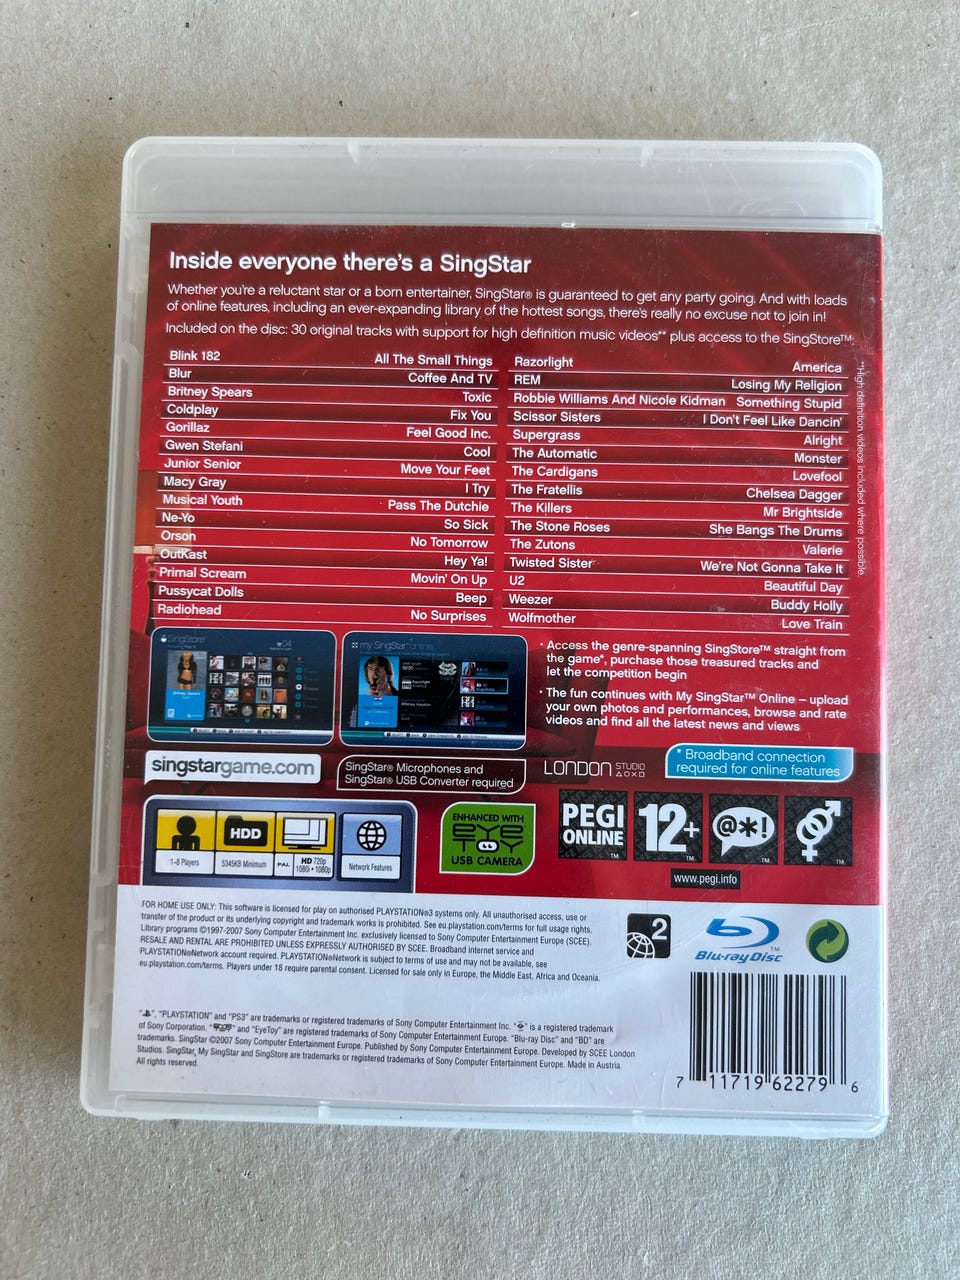 Inside everyone there's a SingStar
Whether you're a reluctant star or a born entertainer, SingStar® is guaranteed to get any party going. And with loads
of online features, including an ever-expanding library of the hottest songs, there's really no excuse not to join in!
Included on the disc: 30 original tracks with support for high definition music videos** plus access to the SingStore™:
Blink 182 All The Small Things
Blur Coffee And TV
Britney Spears Toxic
Coldplay Fix You
Gorillaz Feel Good Inc.
Gwen Stefani Cool
Junior Senior Move Your Feet
Macy Gray I Try
Musical Youth Pass The Dutchie
Ne-Yo So Sick
Orson No Tomorrow
OutKast Hey Ya!
Primal Scream Movin' On Up
Pussycat Dolls Beep
Radiohead No Surprises
Razorlight America
REM Losing My Religion
Robbie Williams And Nicole Kidman Something Stupid
Scissor Sisters I Don't Feel Like Dancin'
Supergrass Alright
The Automatic Monster
The Cardigans Lovefool
The Fratellis Chelsea Dagger
The Killers Mr Brightside
The Stone Roses She Bangs The Drums
The Zutons Valerie
Twisted Sister We're Not Gonna Take It
U2 Beautiful Day
Weezer Buddy Holly
Wolfmother Love Train
**High definition videos included where possible
SingStore™
my SingStar online
• Access the genre-spanning SingStore™ straight from
the game*, purchase those treasured tracks and
let the competition begin
• The fun continues with My SingStar™ Online – upload
your own photos and performances, browse and rate
videos and find all the latest news and views
singstargame.com
SingStar® Microphones and
SingStar® USB Converter required
LONDON STUDIO
* Broadband connection
required for online features
1-8 Players
HDD
5345KB Minimum
PAL
HD 720p
1080i • 1080p
Network Features
ENHANCED WITH
EYE
TOY
USB CAMERA
PEGI
ONLINE
™
12+
™
@*!
™
™
www.pegi.info
FOR HOME USE ONLY: This software is licensed for play on authorised PLAYSTATION®3 systems only. All unauthorised access, use or
transfer of the product or its underlying copyright and trademark works is prohibited. See eu.playstation.com/terms for full usage rights.
Library programs ©1997-2007 Sony Computer Entertainment Inc. exclusively licensed to Sony Computer Entertainment Europe (SCEE).
RESALE AND RENTAL ARE PROHIBITED UNLESS EXPRESSLY AUTHORISED BY SCEE. Broadband internet service and
PLAYSTATION®Network account required. PLAYSTATION®Network is subject to terms of use and may not be available, see
eu.playstation.com/terms. Players under 18 require parental consent. Licensed for sale only in Europe, the Middle East, Africa and Oceania.
2
Blu-ray Disc
™
" ", "PLAYSTATION" and "PS3" are trademarks or registered trademarks of Sony Computer Entertainment Inc. " " is a registered trademark
of Sony Corporation. " " and "EyeToy" are registered trademarks of Sony Computer Entertainment Europe. "Blu-ray Disc" and "BD" are
trademarks. SingStar ©2007 Sony Computer Entertainment Europe. Published by Sony Computer Entertainment Europe. Developed by SCEE London
Studios. SingStar, My SingStar and SingStore are trademarks or registered trademarks of Sony Computer Entertainment Europe. Made in Austria.
All rights reserved.
7 11719 62279 6